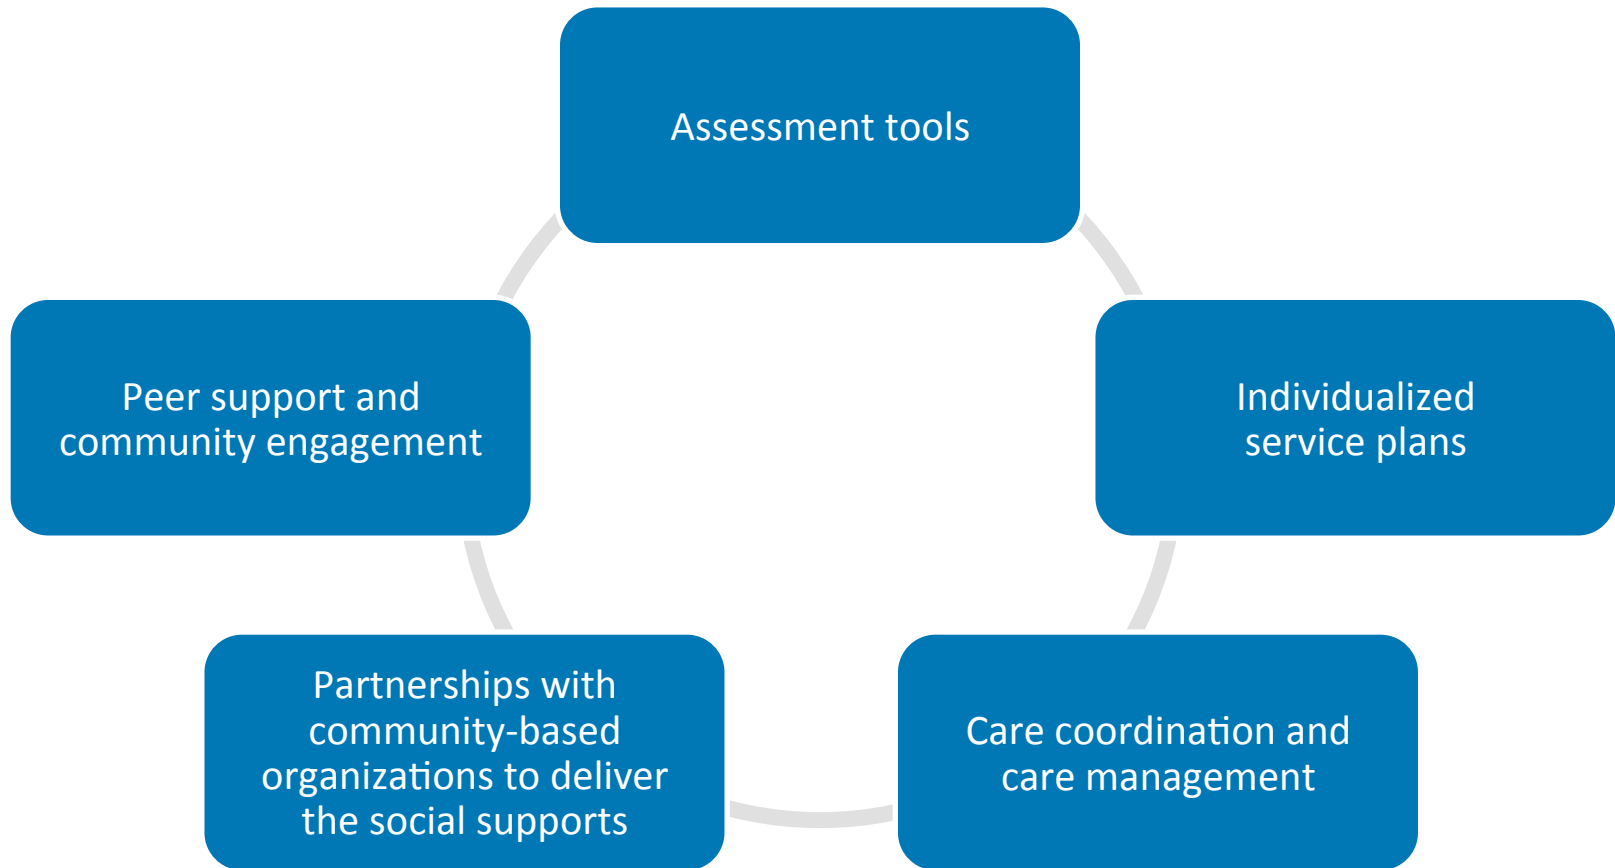 Assessment tools
Peer support and
community engagement
Individualized
service plans
Partnerships with
community-based
organizations to deliver
the social supports
Care coordination and
care management